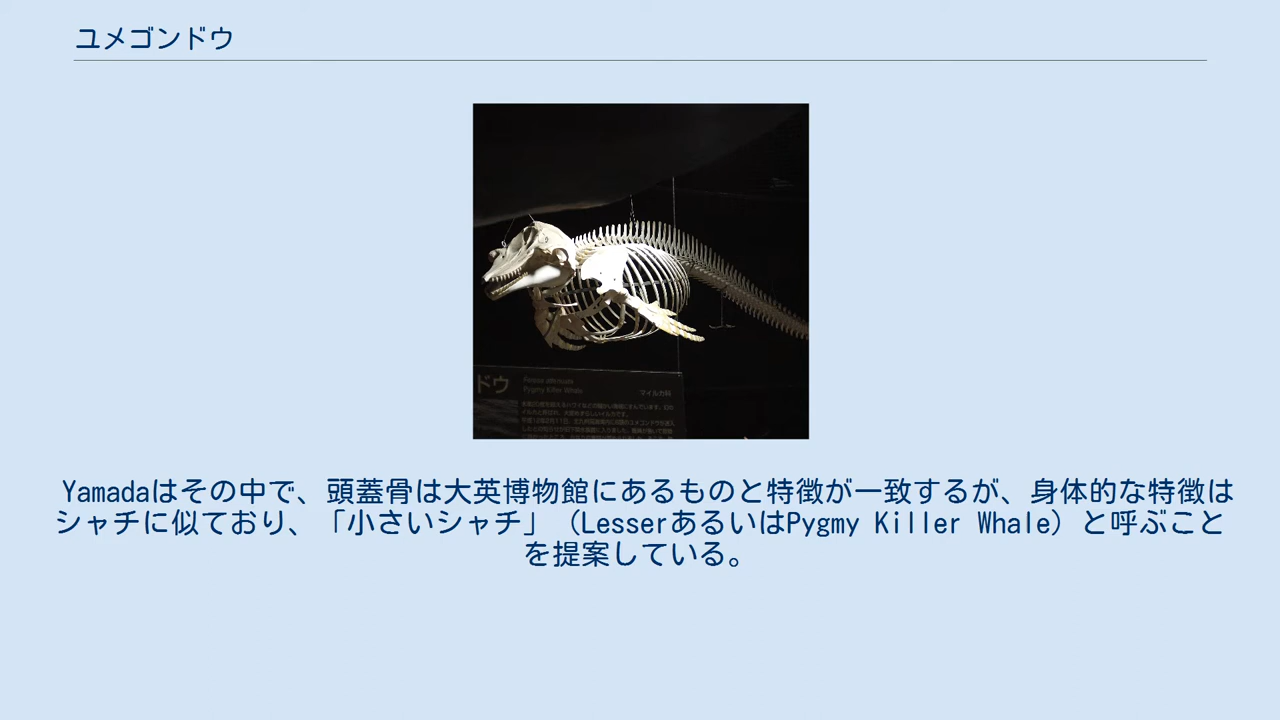 ユメゴンドウ
ドウ
Pygmy Killer Whale
マイルカ科
Yamadaはその中で、頭蓋骨は大英博物館にあるものと特徴が一致するが、身体的な特徴は
シャチに似ており、「小さいシャチ」（LesserあるいはPygmy Killer Whale）と呼ぶこと
を提案している。